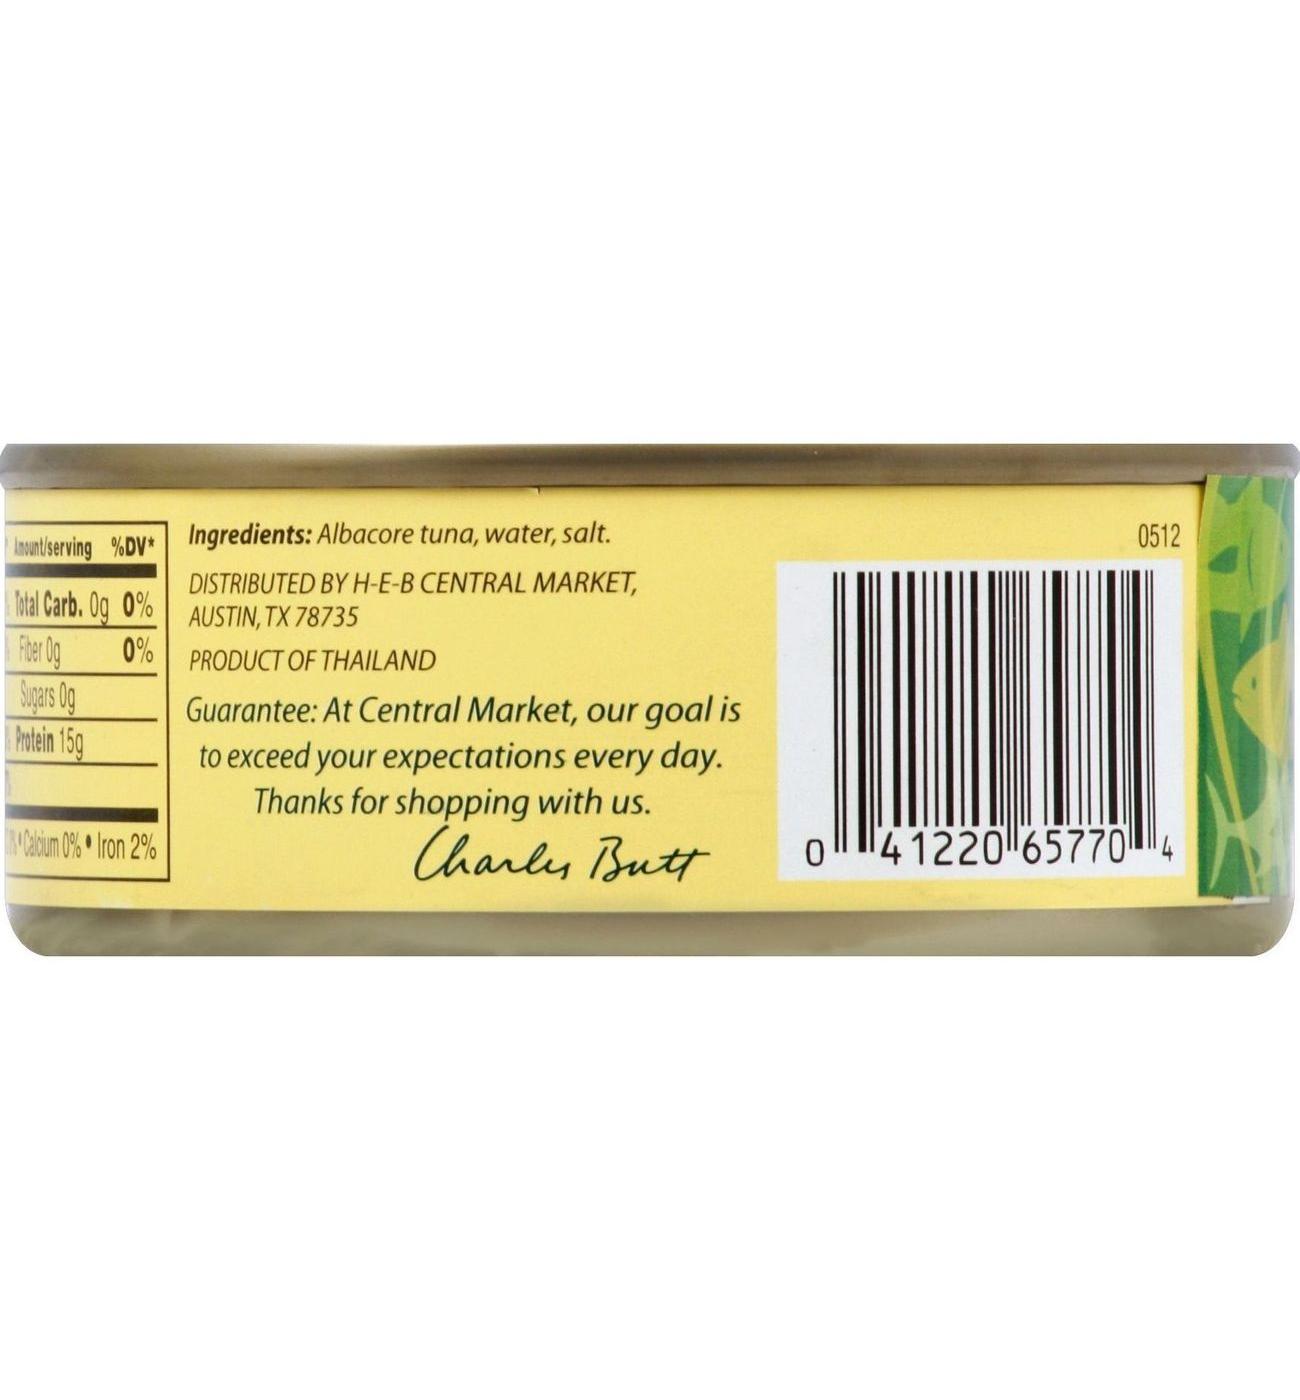 Amount/serving %DV*
Total Carb. 0g 0%
Fiber 0g 0%
Sugars 0g
Protein 15g
% • Calcium 0% • Iron 2%
Ingredients: Albacore tuna, water, salt.
DISTRIBUTED BY H-E-B CENTRAL MARKET,
AUSTIN, TX 78735
PRODUCT OF THAILAND
Guarantee: At Central Market, our goal is
to exceed your expectations every day.
Thanks for shopping with us.
Charles Butt
0512
0 41220 65770 4